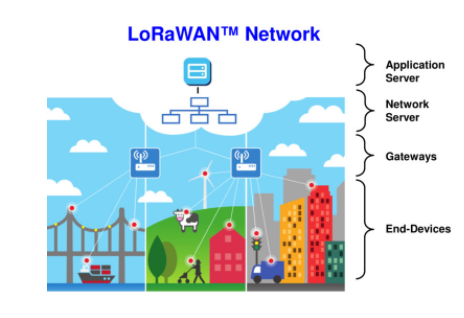 LoRaWAN™ Network
Application
Server
Network
Server
Gateways
End-Devices